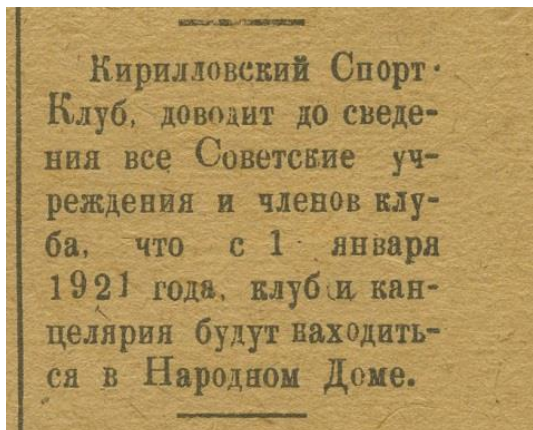 Кирилловский Спорт-
Клуб, доводит до сведе-
ния все Советские уч-
реждения и членов клу-
ба, что с 1 января
1921 года, клуб и кан-
целярия будут находить-
ся в Народном Доме.